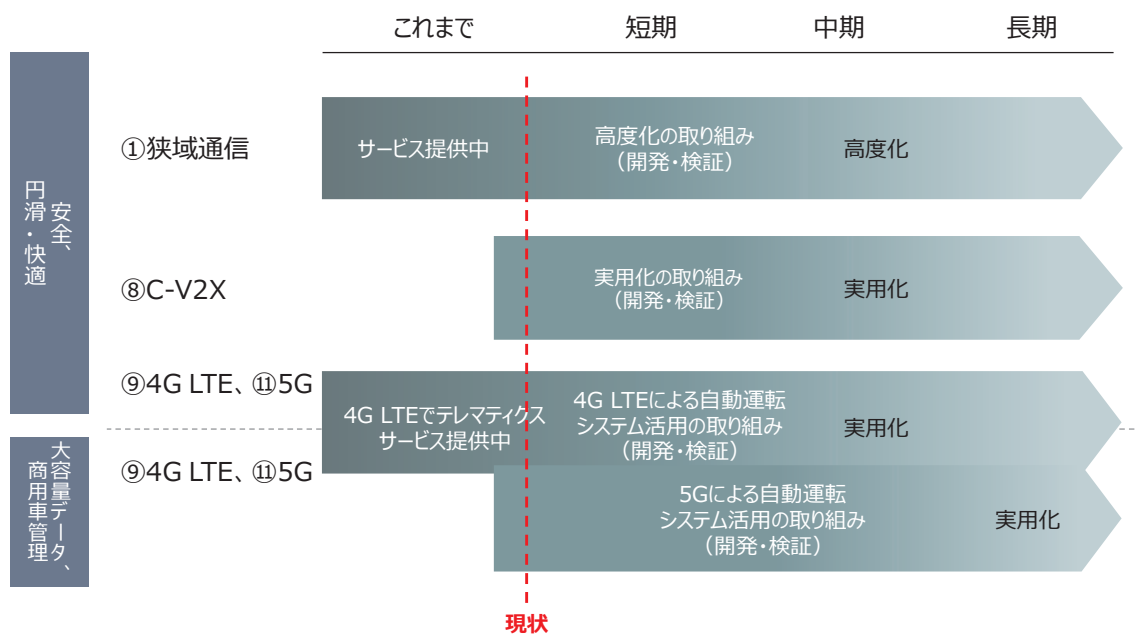 これまで
短期
中期
長期
円滑・快適
安全、
①狭域通信
サービス提供中
高度化の取り組み
（開発・検証）
高度化
⑧C-V2X
実用化の取り組み
（開発・検証）
実用化
⑨4G LTE、⑪5G
4G LTEでテレマティクス
サービス提供中
4G LTEによる自動運転
システム活用の取り組み
（開発・検証）
実用化
大容量データ、
商用車管理
⑨4G LTE、⑪5G
5Gによる自動運転
システム活用の取り組み
（開発・検証）
実用化
現状